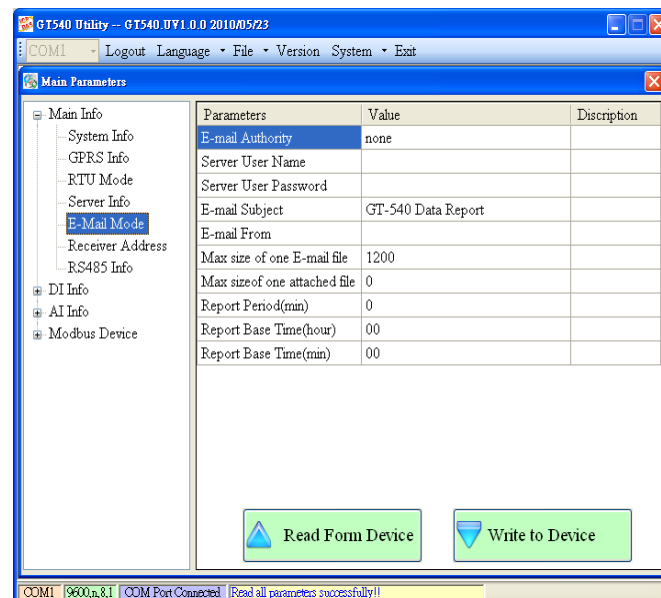 GT540 Utility -- GT540.UV1.0.0 2010/05/23
COM1 Logout Language File Version System Exit
Main Parameters
Main Info
System Info
GPRS Info
RTU Mode
Server Info
E-Mail Mode
Receiver Address
RS485 Info
DI Info
AI Info
Modbus Device
Parameters Value Discription
E-mail Authority none
Server User Name
Server User Password
E-mail Subject GT-540 Data Report
E-mail From
Max size of one E-mail file 1200
Max sizeof one attached file 0
Report Period(min) 0
Report Base Time(hour) 00
Report Base Time(min) 00
Read Form Device Write to Device
COM1 9600,n,8,1 COM Port Connected Read all parameters successfully!!